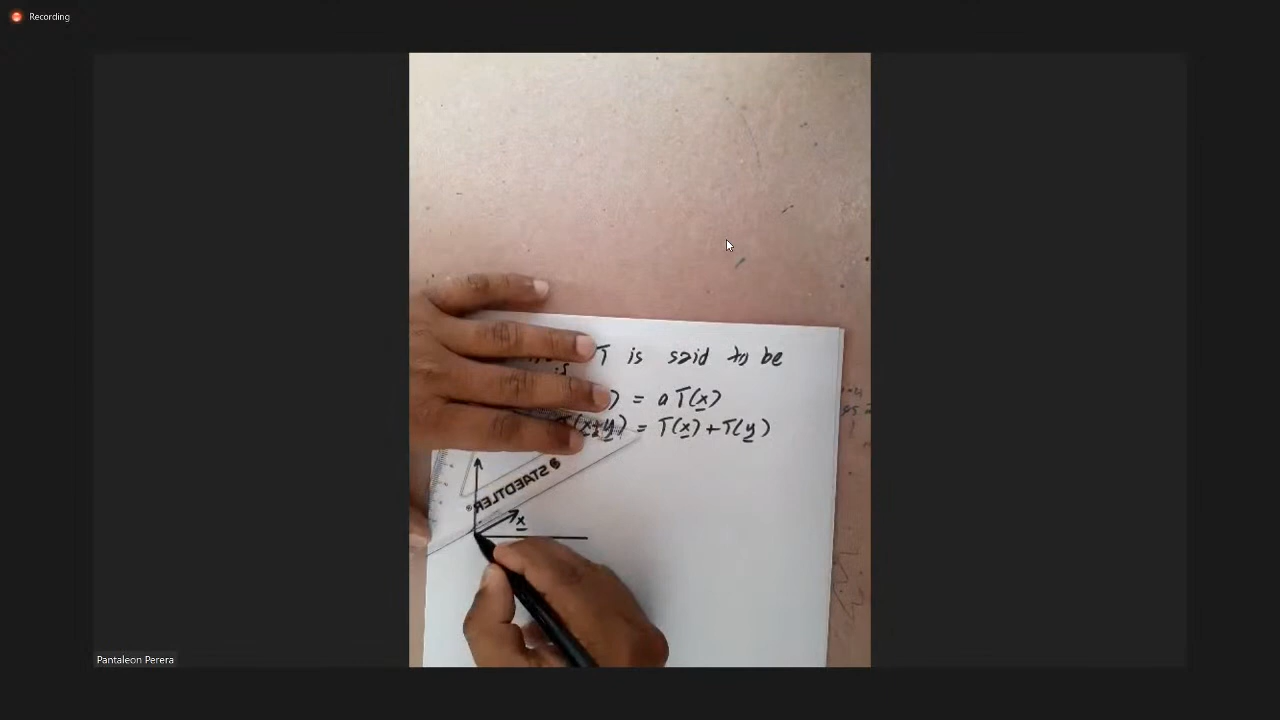 Recording
T is said to be
) = a T(x)
T(x+y) = T(x) + T(y)
STAEDTLER
x
Pantaleon Perera